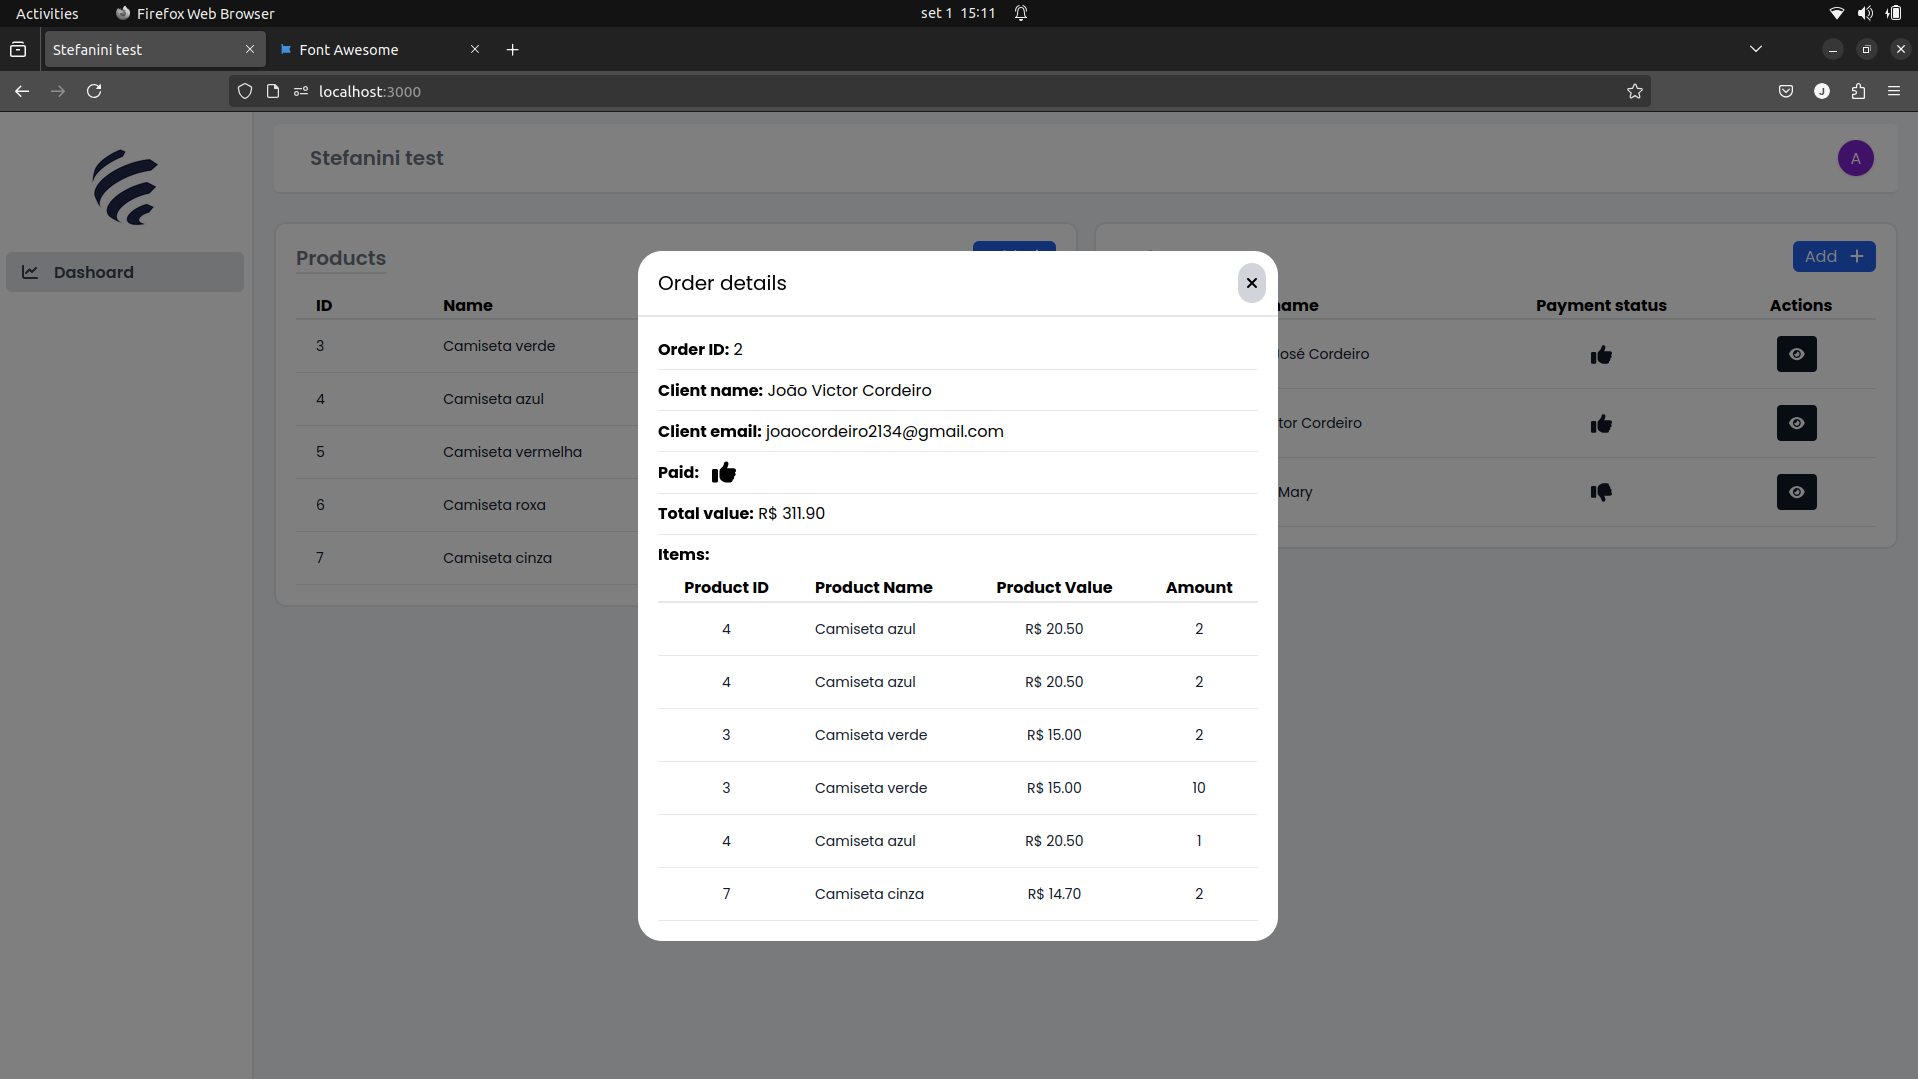 Activities Firefox Web Browser set 1 15:11
Stefanini test Font Awesome
localhost:3000
Stefanini test A
Dashoard
Products
Add
ID Name
3 Camiseta verde
4 Camiseta azul
5 Camiseta vermelha
6 Camiseta roxa
7 Camiseta cinza
Payment status Actions
José Cordeiro
Cordeiro
Mary
Order details
Order ID: 2
Client name: João Victor Cordeiro
Client email: joaocordeiro2134@gmail.com
Paid:
Total value: R$ 311.90
Items:
Product ID Product Name Product Value Amount
4 Camiseta azul R$ 20.50 2
4 Camiseta azul R$ 20.50 2
3 Camiseta verde R$ 15.00 2
3 Camiseta verde R$ 15.00 10
4 Camiseta azul R$ 20.50 1
7 Camiseta cinza R$ 14.70 2